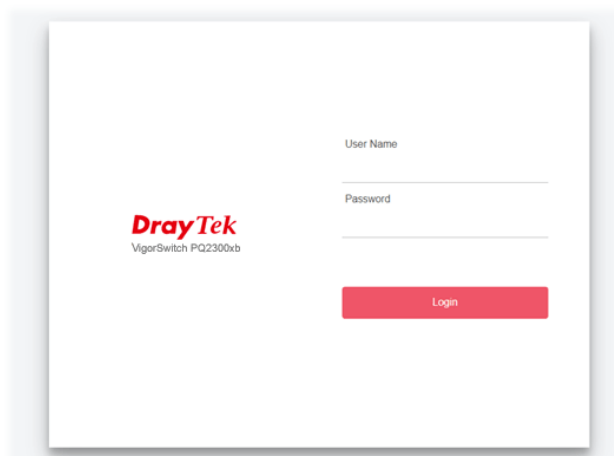 User Name
Password
DrayTek
VigorSwitch PQ2300xb
Login